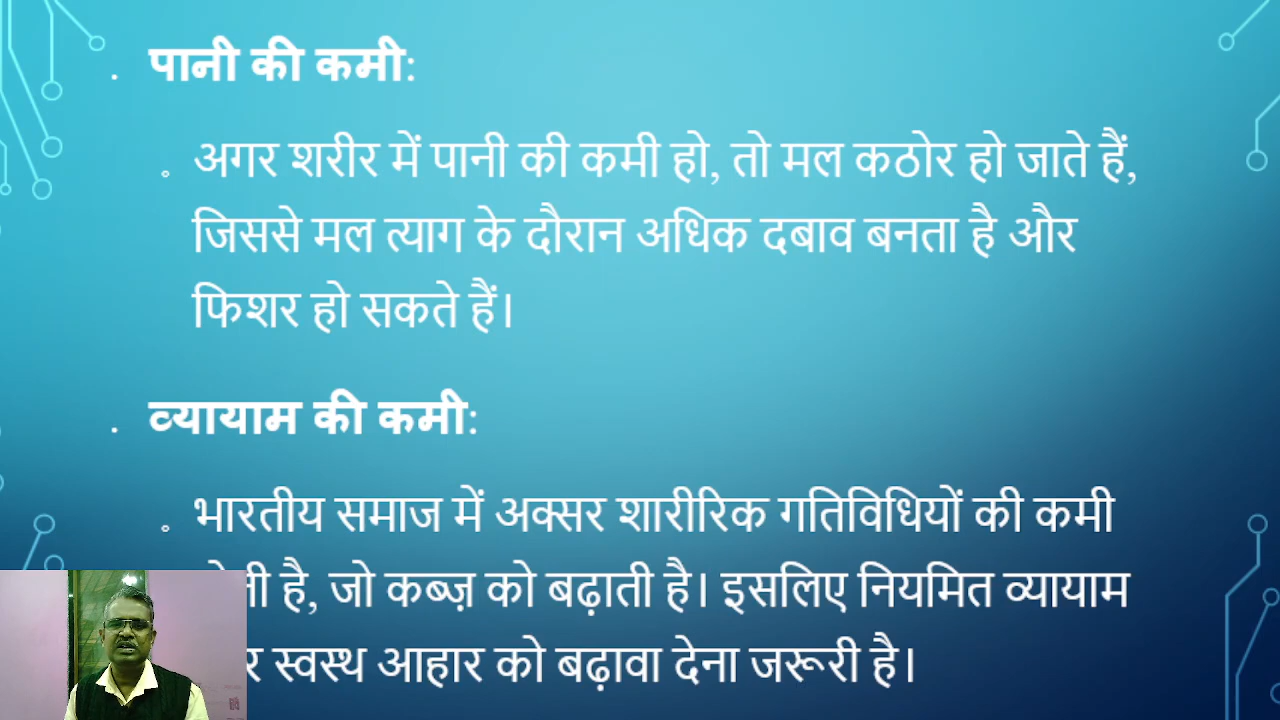 . पानी की कमी:
। अगर शरीर में पानी की कमी हो, तो मल कठोर हो जाते हैं,
जिससे मल त्याग के दौरान अधिक दबाव बनता है और
फिशर हो सकते हैं।
. व्यायाम की कमी:
भारतीय समाज में अक्सर शारीरिक गतिविधियों की कमी
है, जो कब्ज़ को बढ़ाती है। इसलिए नियमित व्यायाम
स्वस्थ आहार को बढ़ावा देना जरूरी है।